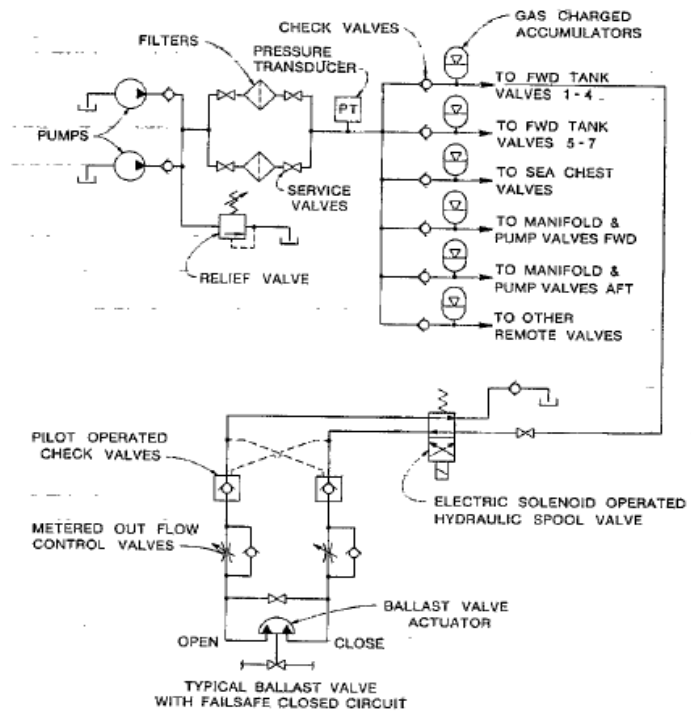 GAS CHARGED
ACCUMULATORS
CHECK VALVES
FILTERS
PRESSURE
TRANSDUCER
PT
TO FWD TANK
VALVES 1-4
PUMPS
TO FWD TANK
VALVES 5-7
TO SEA CHEST
VALVES
SERVICE
VALVES
TO MANIFOLD &
PUMP VALVES FWD
RELIEF VALVE
TO MANIFOLD &
PUMP VALVES AFT
TO OTHER
REMOTE VALVES
PILOT OPERATED
CHECK VALVES
ELECTRIC SOLENOID OPERATED
HYDRAULIC SPOOL VALVE
METERED OUT FLOW
CONTROL VALVES
BALLAST VALVE
ACTUATOR
OPEN
CLOSE
TYPICAL BALLAST VALVE
WITH FAILSAFE CLOSED CIRCUIT